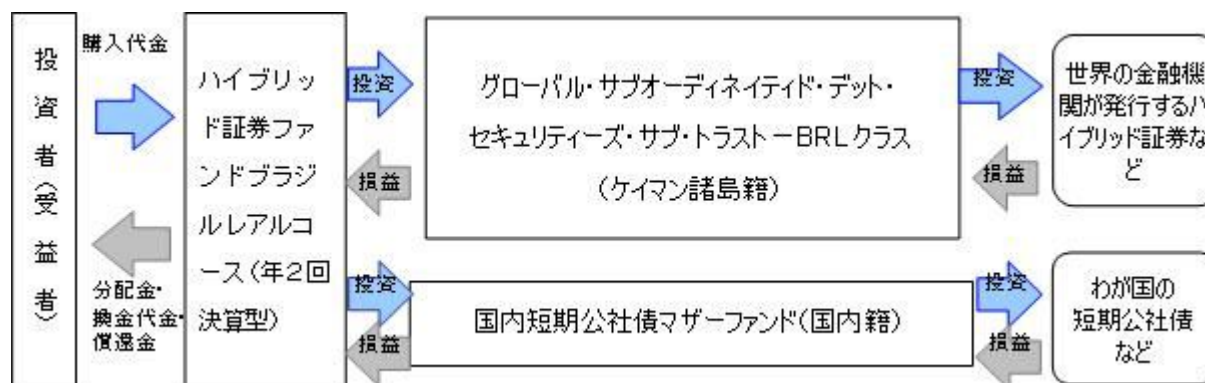 投資者(受益者)
購入代金
分配金・
換金代金・
償還金
ハイブリッ
ド証券ファ
ンドブラジ
ルレアルコ
ース(年2回
決算型)
投資
損益
投資
損益
グローバル・サブオーディネイティド・デット・
セキュリティーズ・サブ・トラストーBRLクラス
(ケイマン諸島籍)
国内短期公社債マザーファンド(国内籍)
投資
損益
投資
損益
世界の金融機
関が発行するハ
イブリッド証券な
ど
わが国の
短期公社債
など